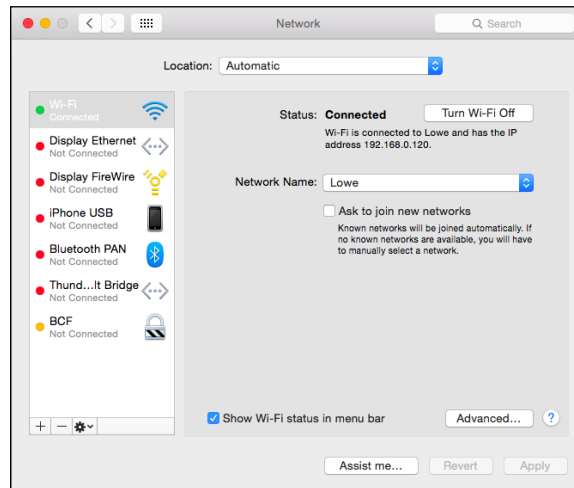 Network
Search
Location: Automatic
Wi-Fi
Connected
Display Ethernet
Not Connected
Display FireWire
Not Connected
iPhone USB
Not Connected
Bluetooth PAN
Not Connected
Thund...lt Bridge
Not Connected
BCF
Not Connected
Status: Connected
Turn Wi-Fi Off
Wi-Fi is connected to Lowe and has the IP
address 192.168.0.120.
Network Name: Lowe
Ask to join new networks
Known networks will be joined automatically. If
no known networks are available, you will have
to manually select a network.
Show Wi-Fi status in menu bar
Advanced...
?
Assist me...
Revert
Apply